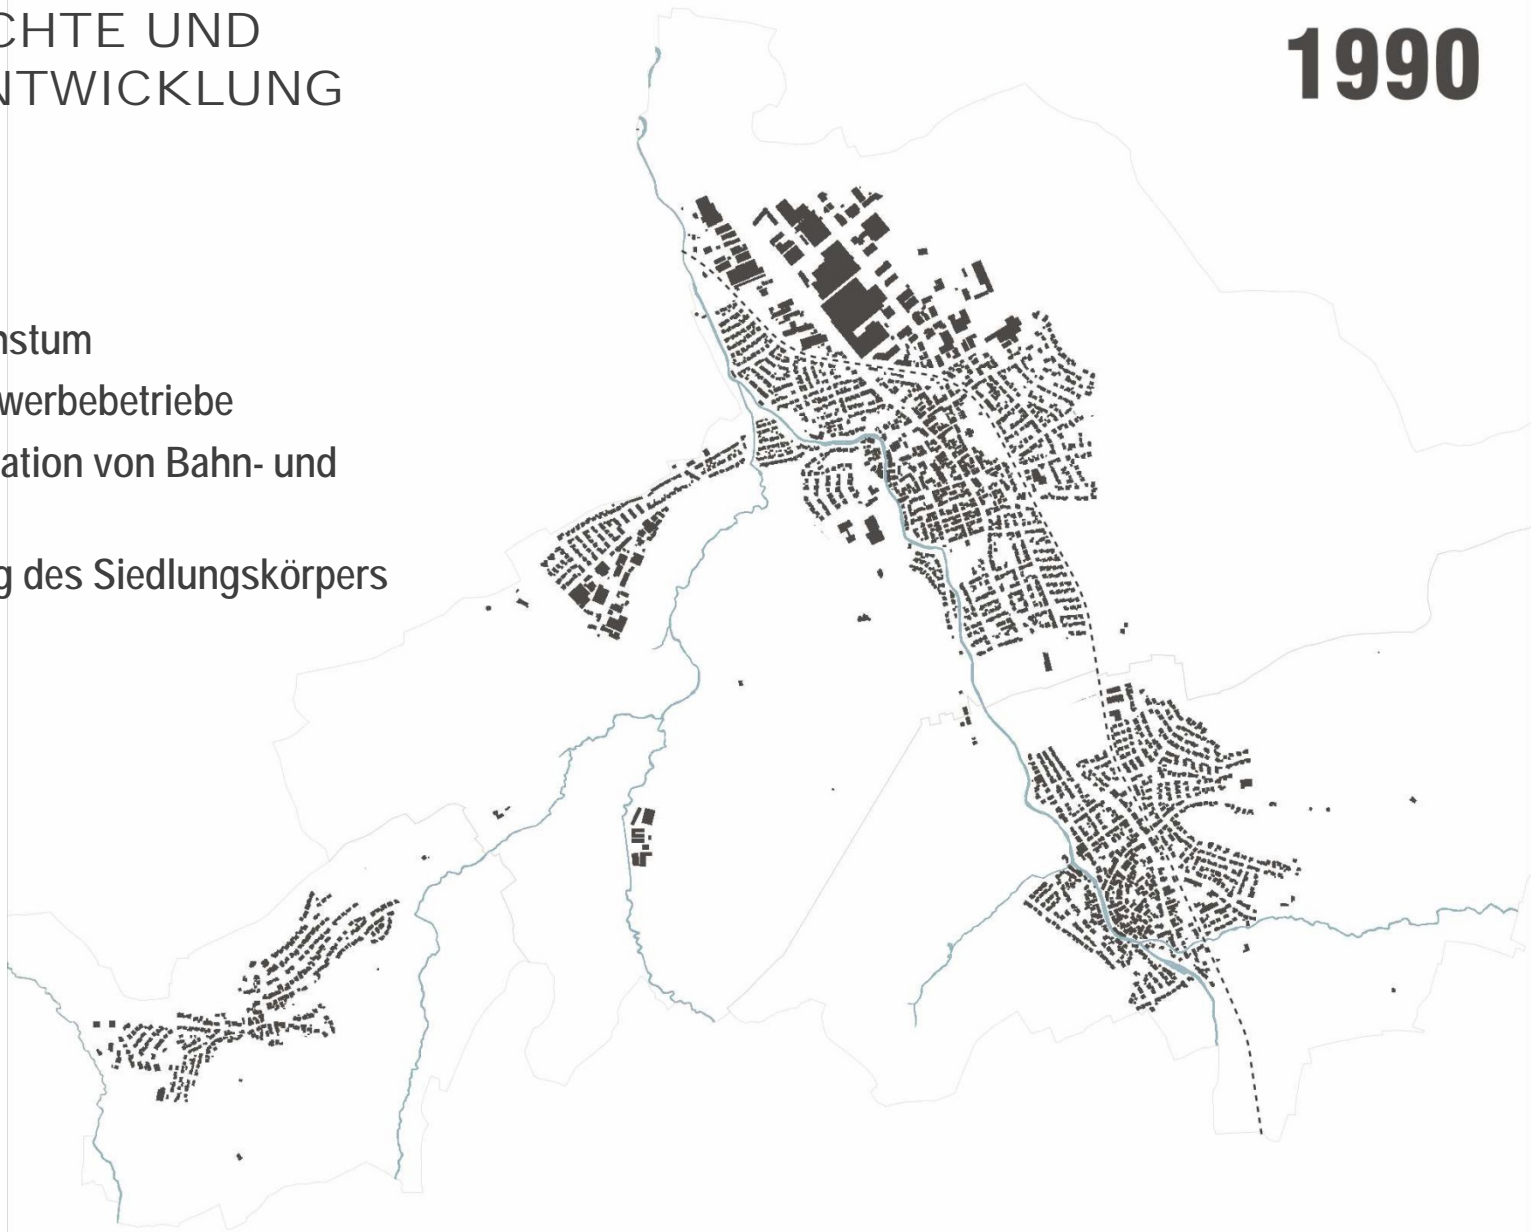 CHTE UND
NTWICKLUNG
1990
nstum
werbebetriebe
ation von Bahn- und
g des Siedlungskörpers